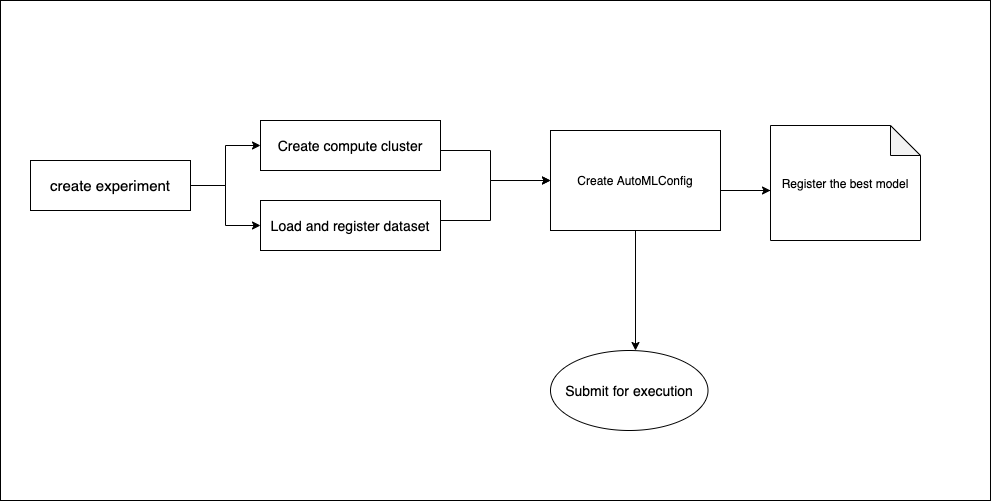 create experiment
Create compute cluster
Load and register dataset
Create AutoMLConfig
Register the best model
Submit for execution